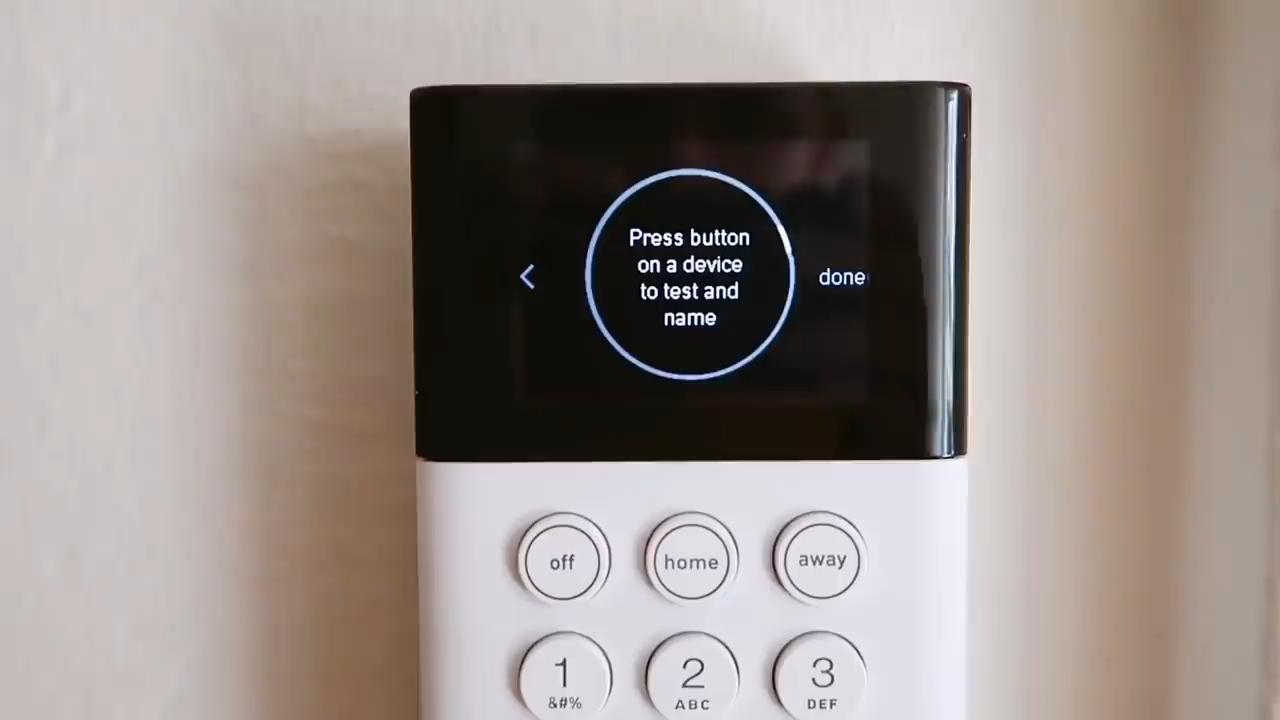 Press button
on a device
to test and
name
<
done
off
home
away
1
&#%
2
ABC
3
DEF